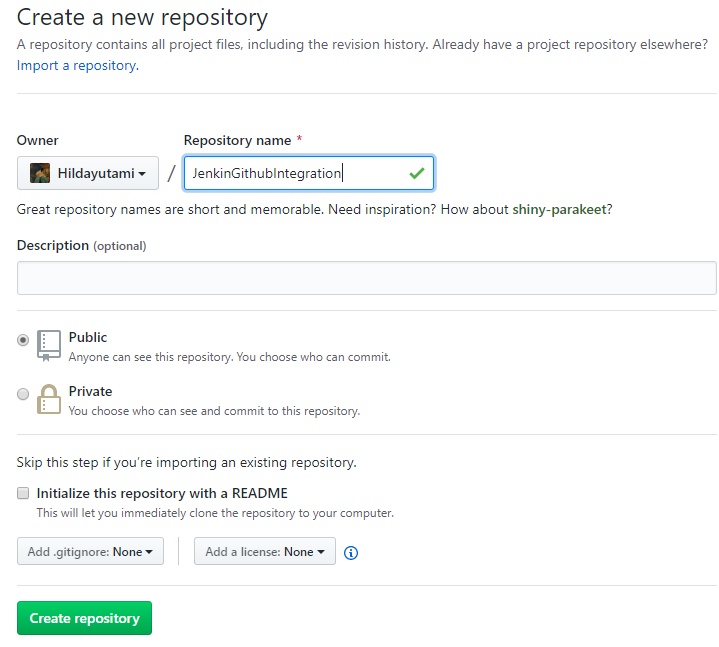 Create a new repository
A repository contains all project files, including the revision history. Already have a project repository elsewhere?
Import a repository.
Owner
Repository name *
Hildayutami / JenkinGithubIntegration
Great repository names are short and memorable. Need inspiration? How about shiny-parakeet?
Description (optional)
Public
Anyone can see this repository. You choose who can commit.
Private
You choose who can see and commit to this repository.
Skip this step if you’re importing an existing repository.
Initialize this repository with a README
This will let you immediately clone the repository to your computer.
Add .gitignore: None
Add a license: None
Create repository